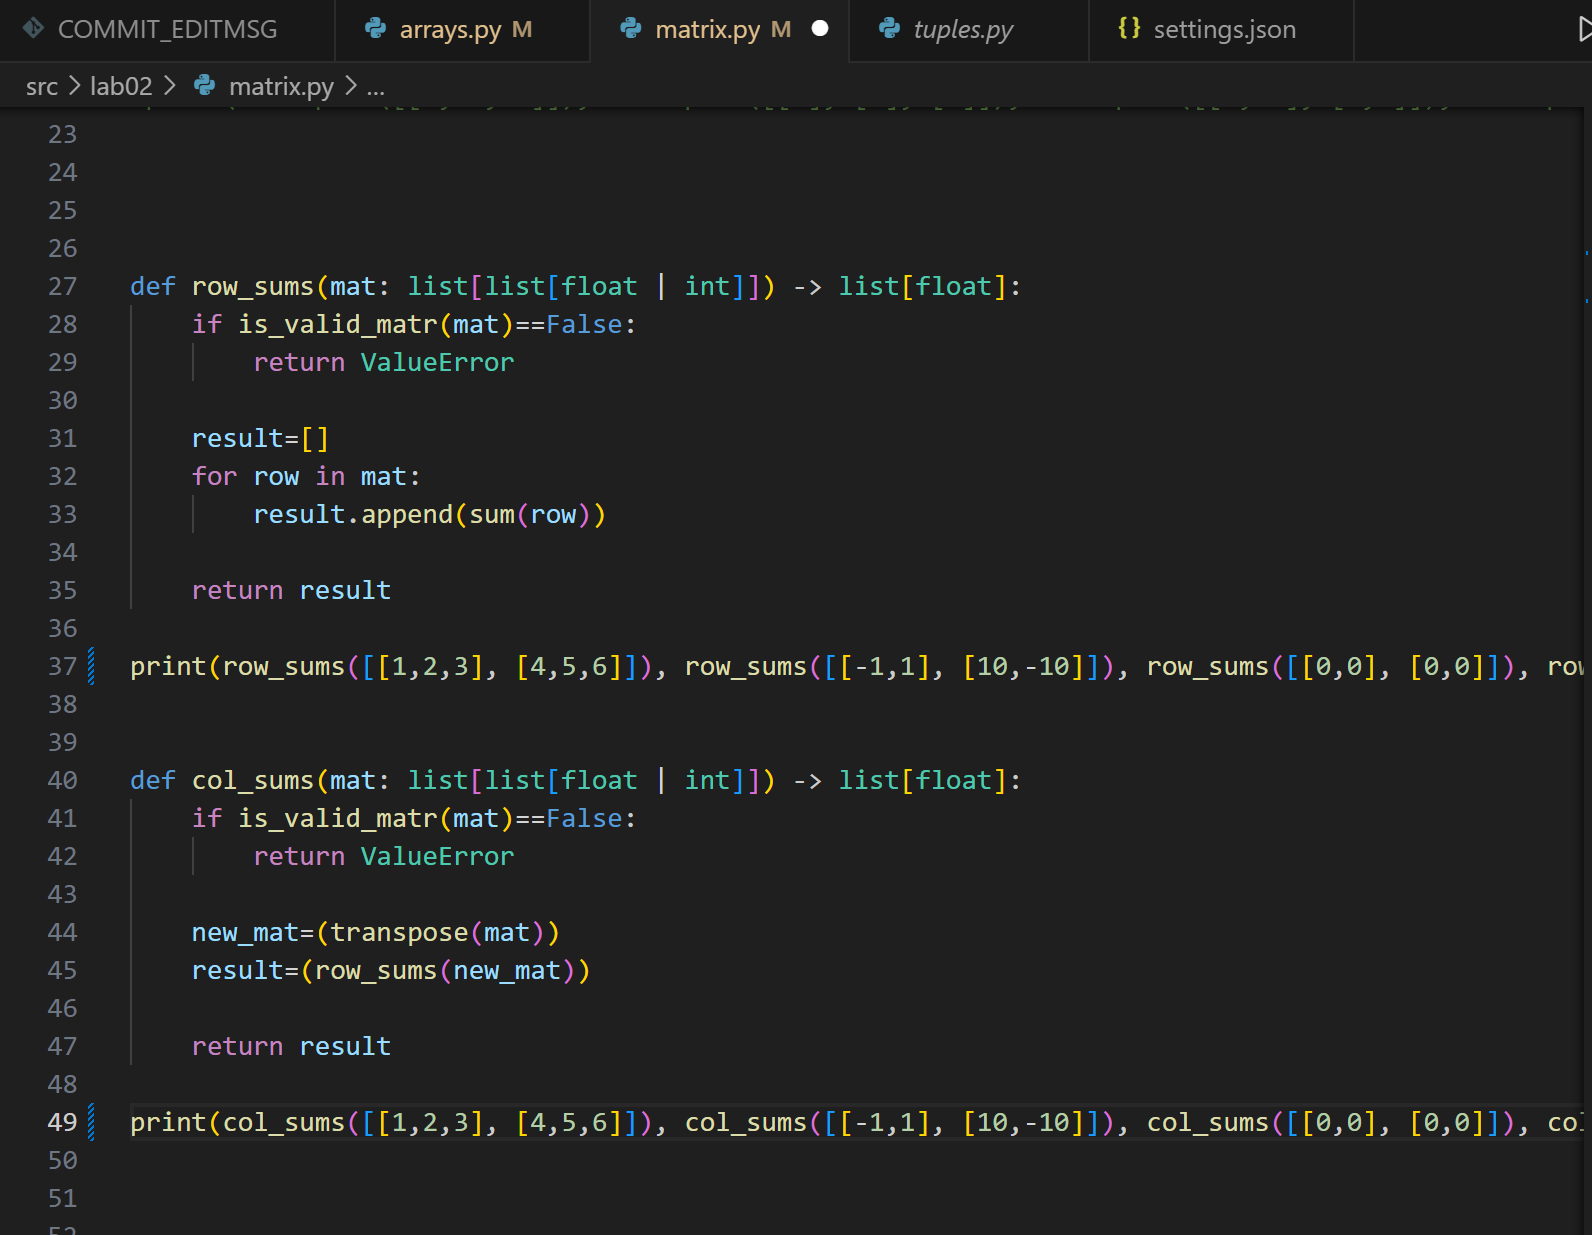 COMMIT_EDITMSG arrays.py M matrix.py M tuples.py {} settings.json
src > lab02 > matrix.py > ...
23
24
25
26
27 def row_sums(mat: list[list[float | int]]) -> list[float]:
28 if is_valid_matr(mat)==False:
29 return ValueError
30
31 result=[]
32 for row in mat:
33 result.append(sum(row))
34
35 return result
36
37 print(row_sums([[1,2,3], [4,5,6]]), row_sums([[-1,1], [10,-10]]), row_sums([[0,0], [0,0]]), row
38
39
40 def col_sums(mat: list[list[float | int]]) -> list[float]:
41 if is_valid_matr(mat)==False:
42 return ValueError
43
44 new_mat=(transpose(mat))
45 result=(row_sums(new_mat))
46
47 return result
48
49 print(col_sums([[1,2,3], [4,5,6]]), col_sums([[-1,1], [10,-10]]), col_sums([[0,0], [0,0]]), col
50
51
52